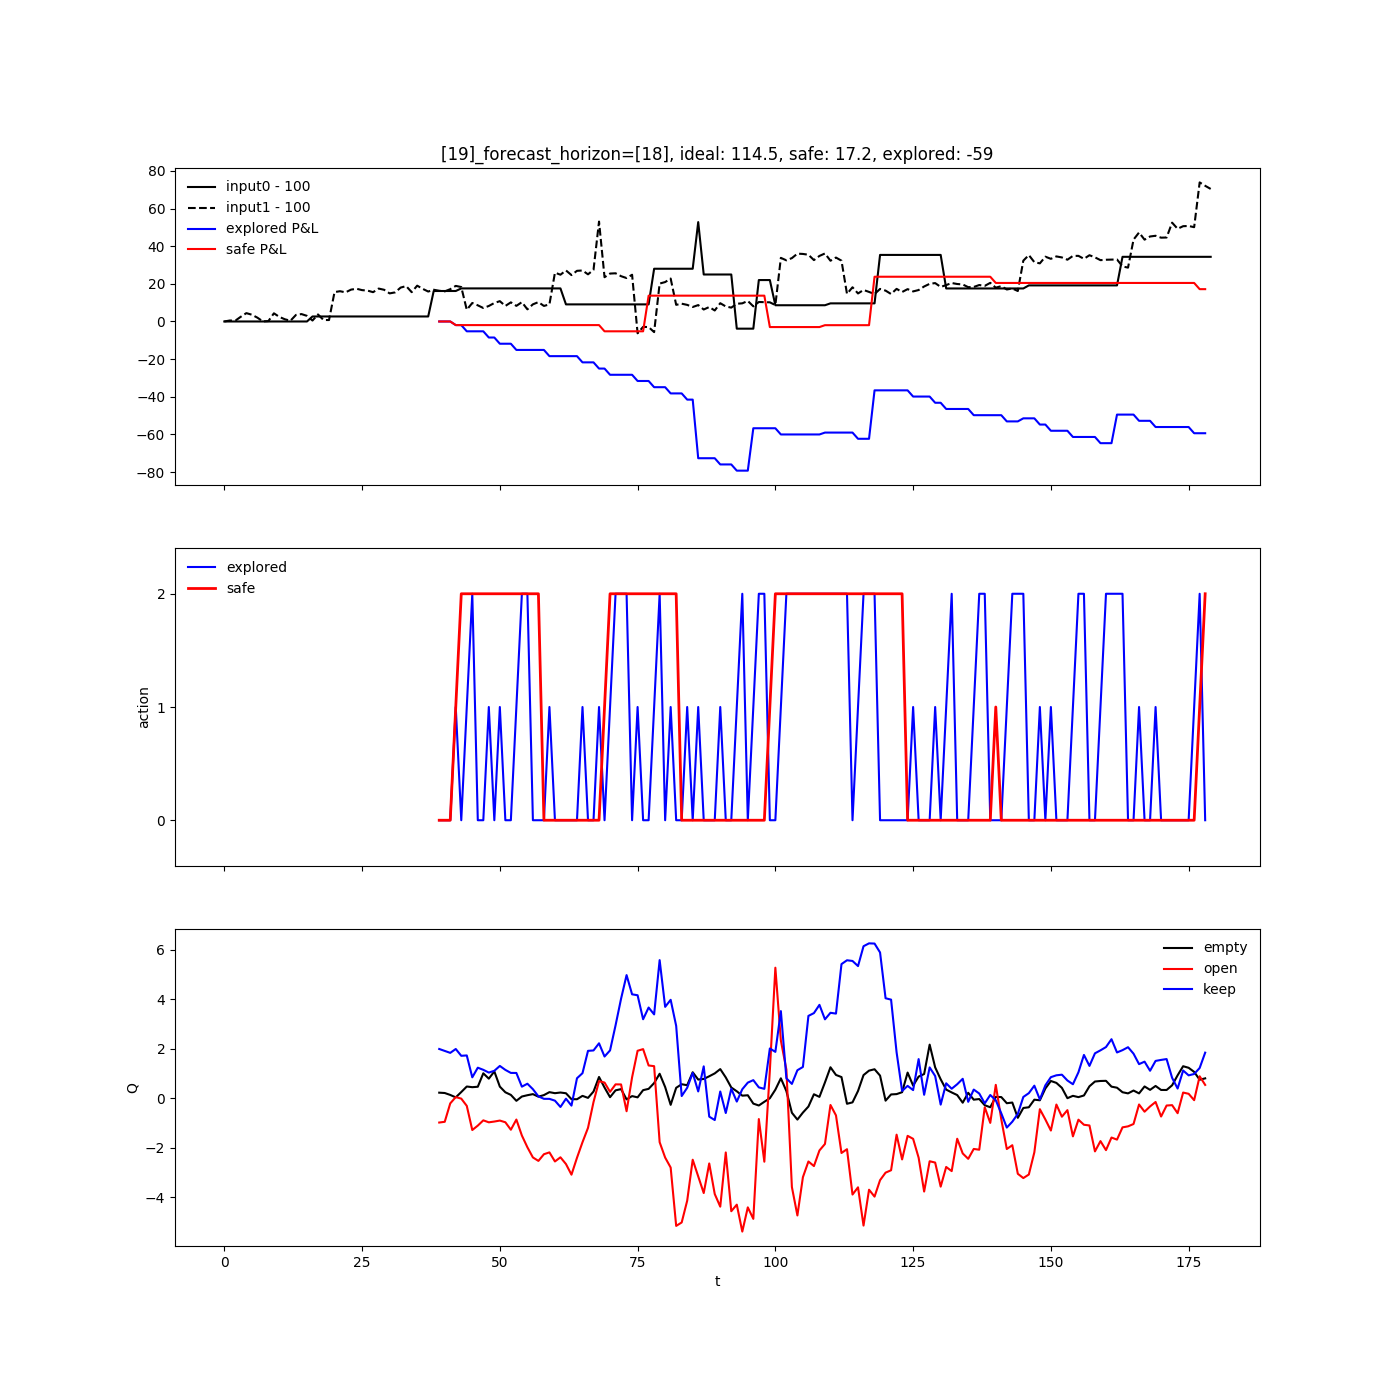 [19]_forecast_horizon=[18], ideal: 114.5, safe: 17.2, explored: -59
80
60
40
20
0
−20
−40
−60
−80
input0 - 100
input1 - 100
explored P&L
safe P&L
action
2
1
0
explored
safe
Q
6
4
2
0
−2
−4
empty
open
keep
0 25 50 75 100 125 150 175
t